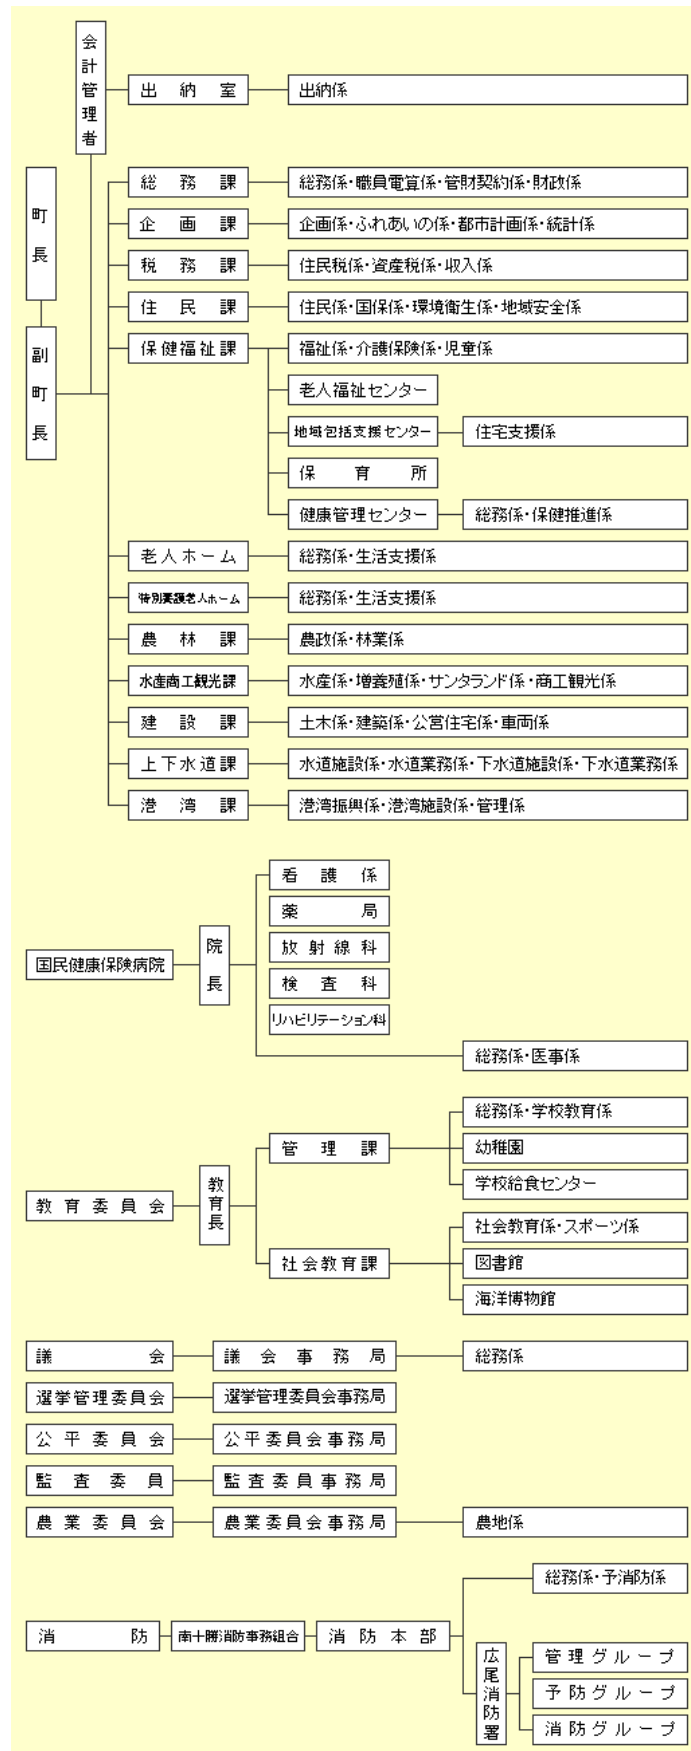 会計管理者
出納室
出納係
町長
副町長
総務課
総務係・職員電算係・管財契約係・財政係
企画課
企画係・ふれあいの係・都市計画係・統計係
税務課
住民税係・資産税係・収入係
住民課
住民係・国保係・環境衛生係・地域安全係
保健福祉課
福祉係・介護保険係・児童係
老人福祉センター
地域包括支援センター
住宅支援係
保育所
健康管理センター
総務係・保健推進係
老人ホーム
総務係・生活支援係
特別養護老人ホーム
総務係・生活支援係
農林課
農政係・林業係
水産商工観光課
水産係・増養殖係・サンタランド係・商工観光係
建設課
土木係・建築係・公営住宅係・車両係
上下水道課
水道施設係・水道業務係・下水道施設係・下水道業務係
港湾課
港湾振興係・港湾施設係・管理係
国民健康保険病院
院長
看護係
薬局
放射線科
検査科
リハビリテーション科
総務係・医事係
教育委員会
教育長
管理課
総務係・学校教育係
幼稚園
学校給食センター
社会教育課
社会教育係・スポーツ係
図書館
海洋博物館
議会
議会事務局
総務係
選挙管理委員会
選挙管理委員会事務局
公平委員会
公平委員会事務局
監査委員
監査委員事務局
農業委員会
農業委員会事務局
農地係
消防
南十勝消防事務組合
消防本部
総務係・予消防係
広尾消防署
管理グループ
予防グループ
消防グループ